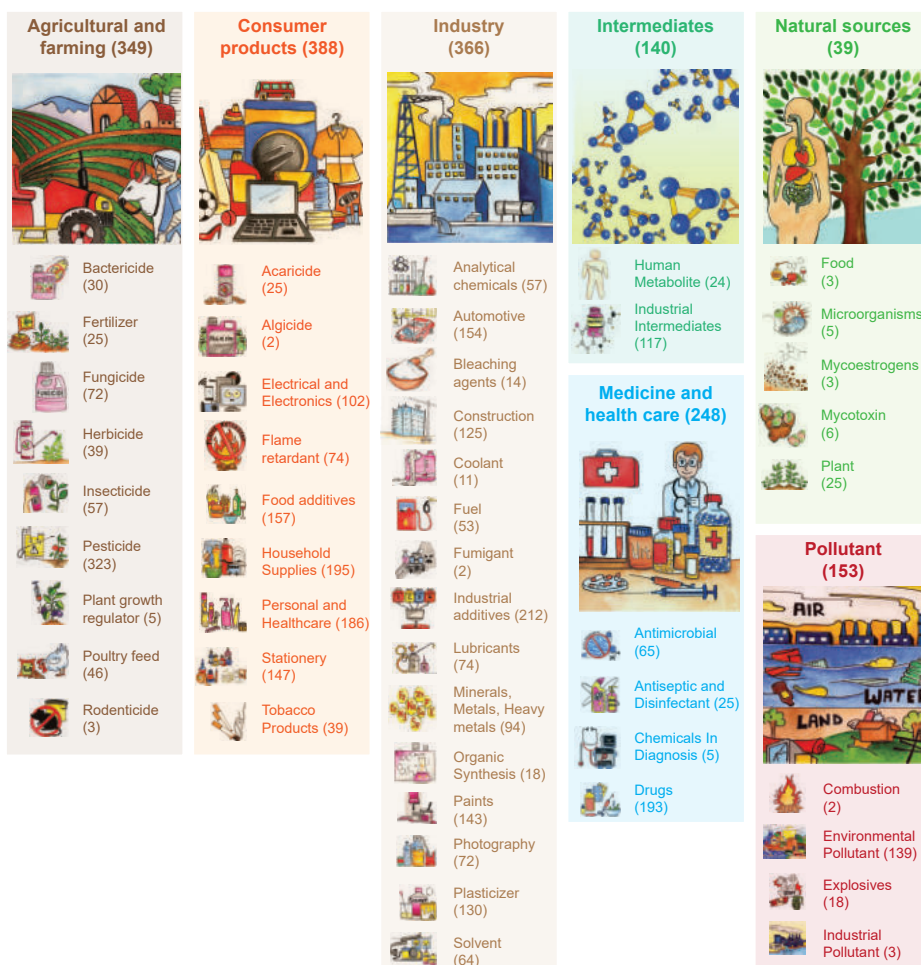 Agricultural and
farming (349)
Bactericide
(30)
Fertilizer
(25)
Fungicide
(72)
FUNGICIDE
Herbicide
(39)
Insecticide
(57)
Pesticide
(323)
Plant growth
regulator (5)
Poultry feed
(46)
Rodenticide
(3)
Consumer
products (388)
Acaricide
(25)
Algicide
(2)
Electrical and
Electronics (102)
Flame
retardant (74)
Food additives
(157)
Household
Supplies (195)
Personal and
Healthcare (186)
Stationery
(147)
Tobacco
Products (39)
Industry
(366)
Analytical
chemicals (57)
Automotive
(154)
Bleaching
agents (14)
Construction
(125)
Coolant
(11)
Fuel
(53)
Fumigant
(2)
Industrial
additives (212)
Lubricants
(74)
Minerals,
Metals, Heavy
metals (94)
Organic
Synthesis (18)
Paints
(143)
Photography
(72)
Plasticizer
(130)
Solvent
(64)
Intermediates
(140)
Human
Metabolite (24)
Industrial
Intermediates
(117)
Medicine and
health care (248)
Antimicrobial
(65)
Antiseptic and
Disinfectant (25)
Chemicals In
Diagnosis (5)
Drugs
(193)
Natural sources
(39)
Food
(3)
Microorganisms
(5)
Mycoestrogens
(3)
Mycotoxin
(6)
Plant
(25)
Pollutant
(153)
AIR
WATER
LAND
Combustion
(2)
Environmental
Pollutant (139)
Explosives
(18)
Industrial
Pollutant (3)